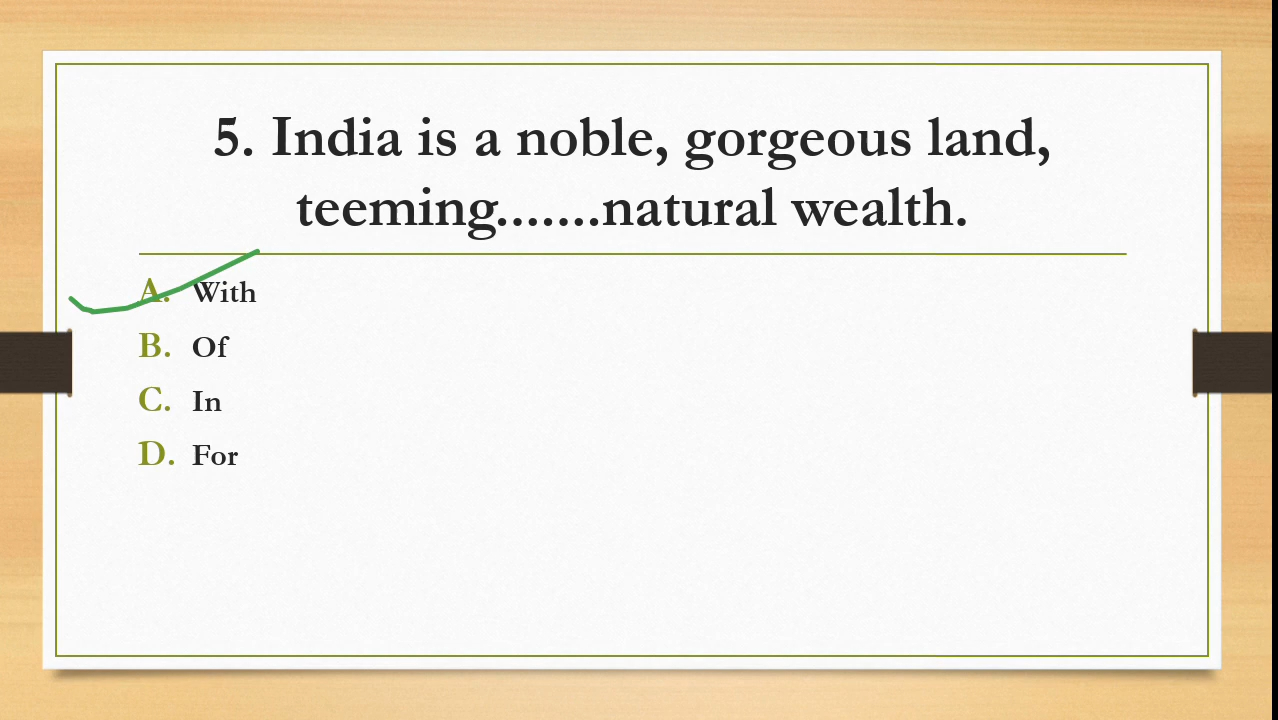 5. India is a noble, gorgeous land,
teeming.......natural wealth.
A. With
B. Of
C. In
D. For